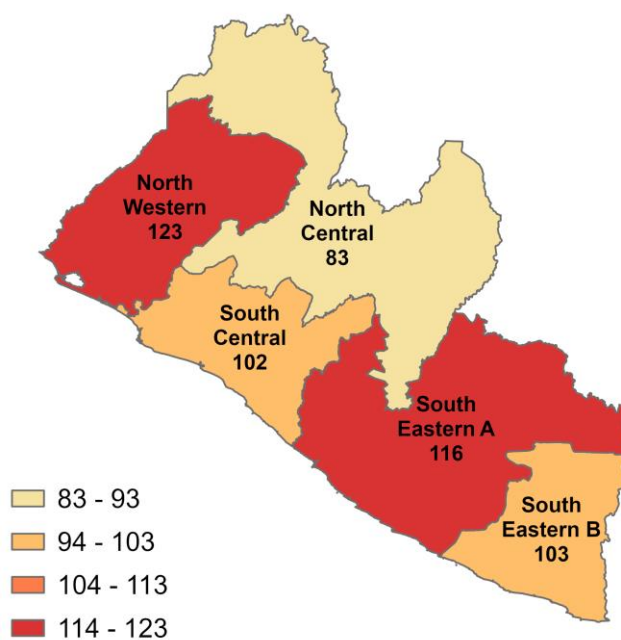 North
Western
123
North
Central
83
South
Central
102
South
Eastern A
116
South
Eastern B
103
83 - 93
94 - 103
104 - 113
114 - 123